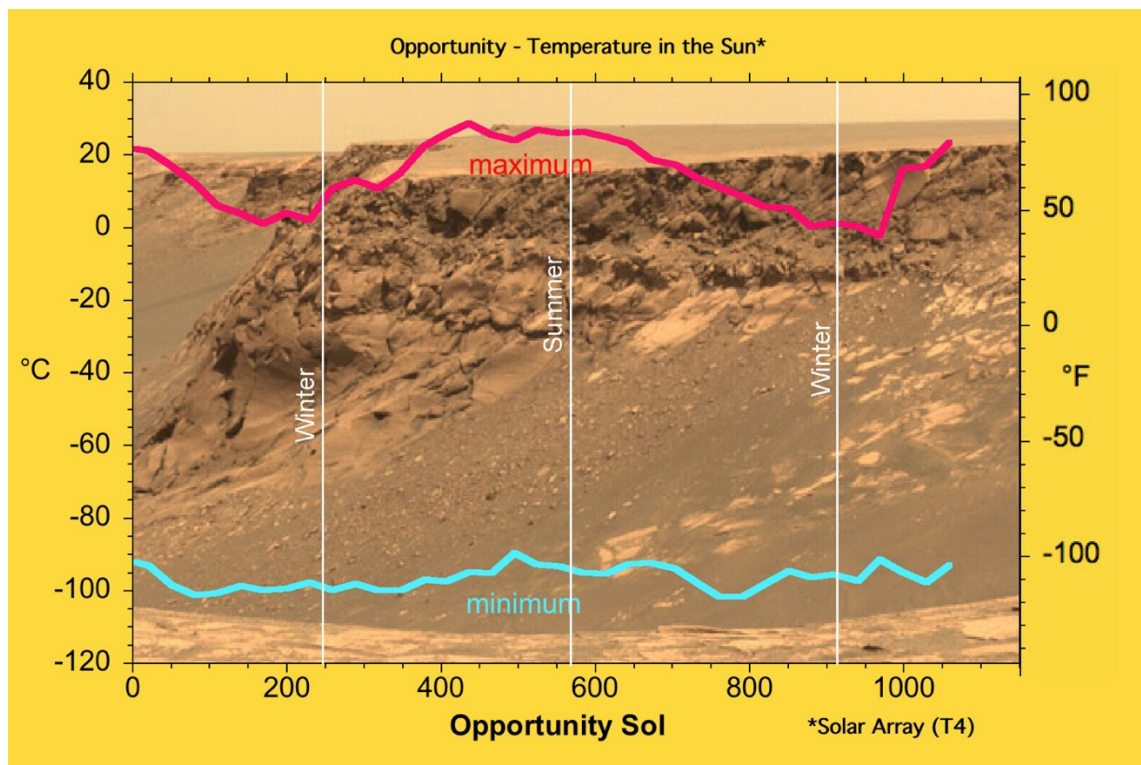 Opportunity - Temperature in the Sun*
40
20
0
-20
-40
-60
-80
-100
-120
°C
100
50
0
-50
-100
°F
maximum
minimum
Winter
Summer
Winter
0
200
400
600
800
1000
Opportunity Sol
*Solar Array (T4)